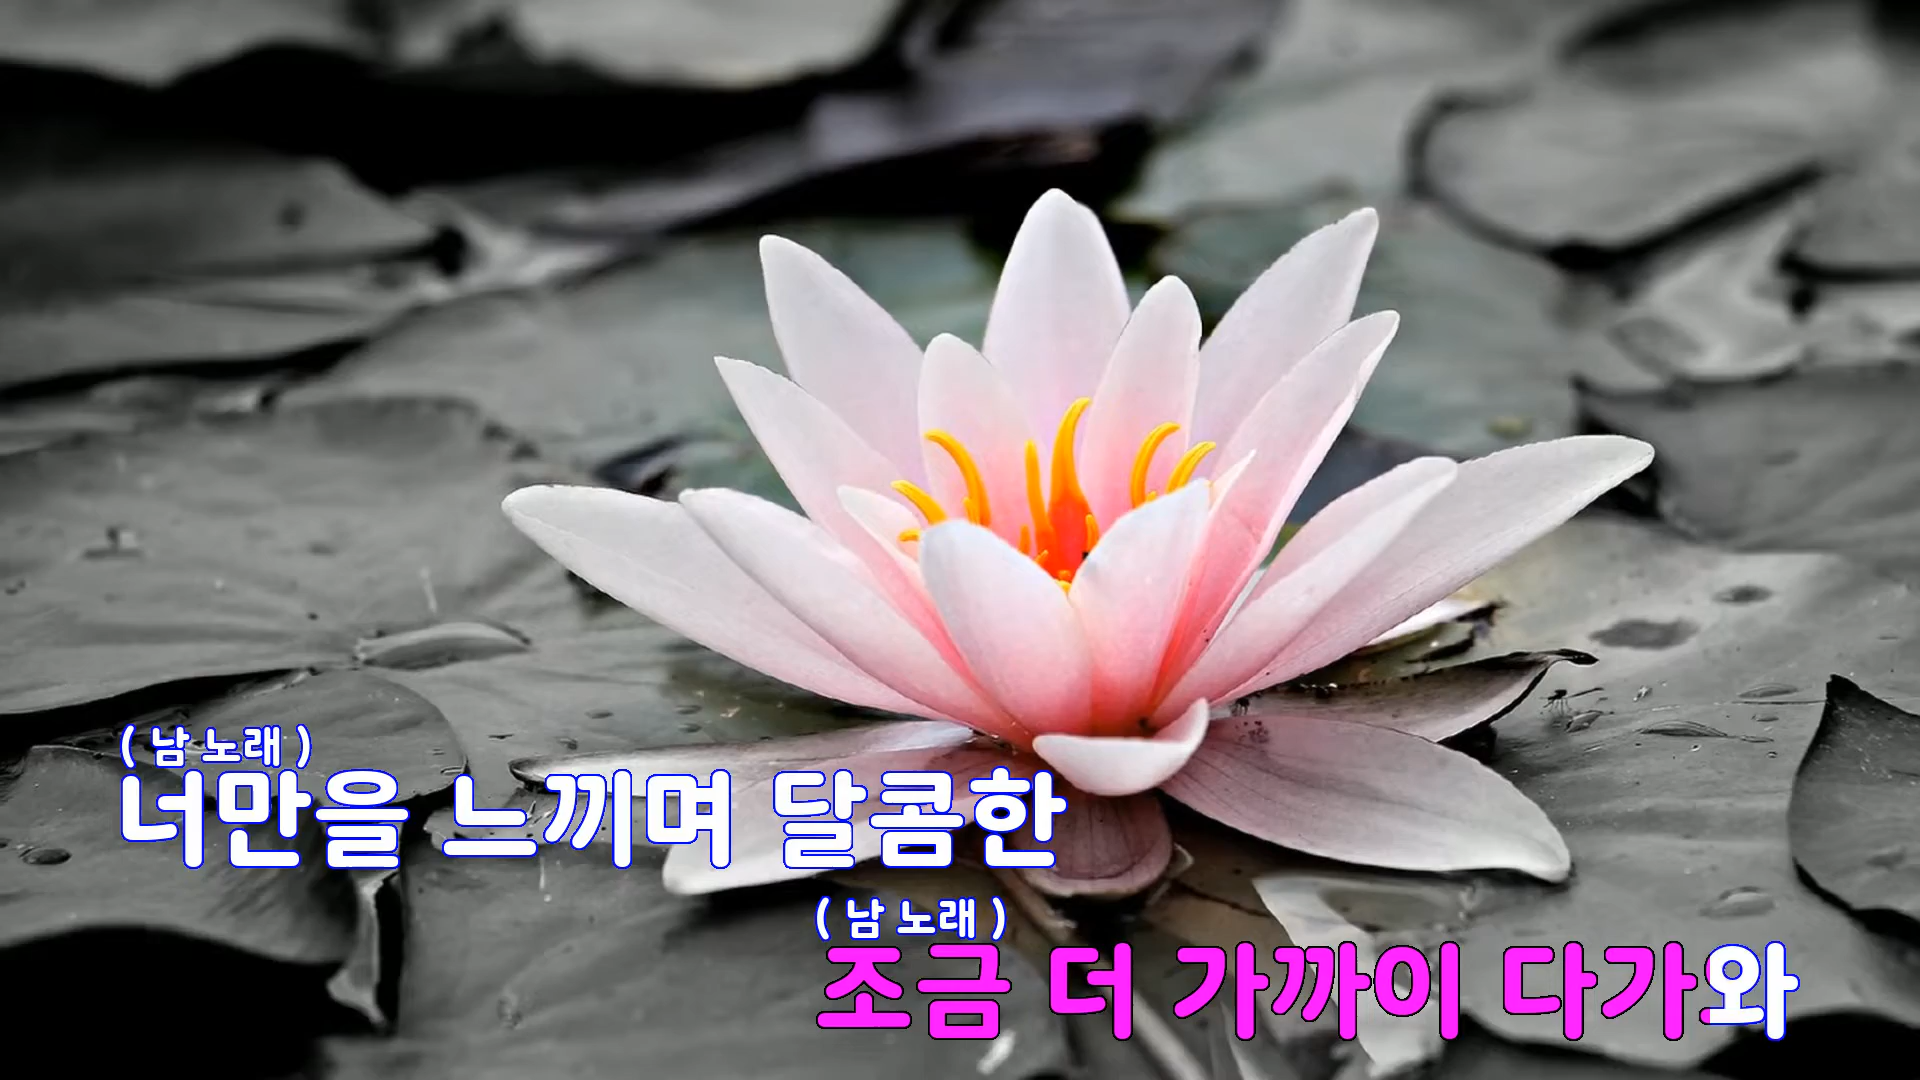 ( 남 노래 )
너만을 느끼며 달콤한
( 남 노래 )
조금 더 가까이 다가와